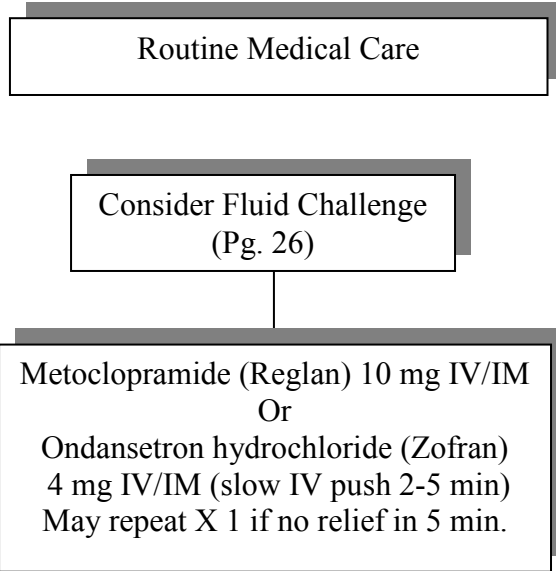 Routine Medical Care
Consider Fluid Challenge
(Pg. 26)
Metoclopramide (Reglan) 10 mg IV/IM
Or
Ondansetron hydrochloride (Zofran)
4 mg IV/IM (slow IV push 2-5 min)
May repeat X 1 if no relief in 5 min.